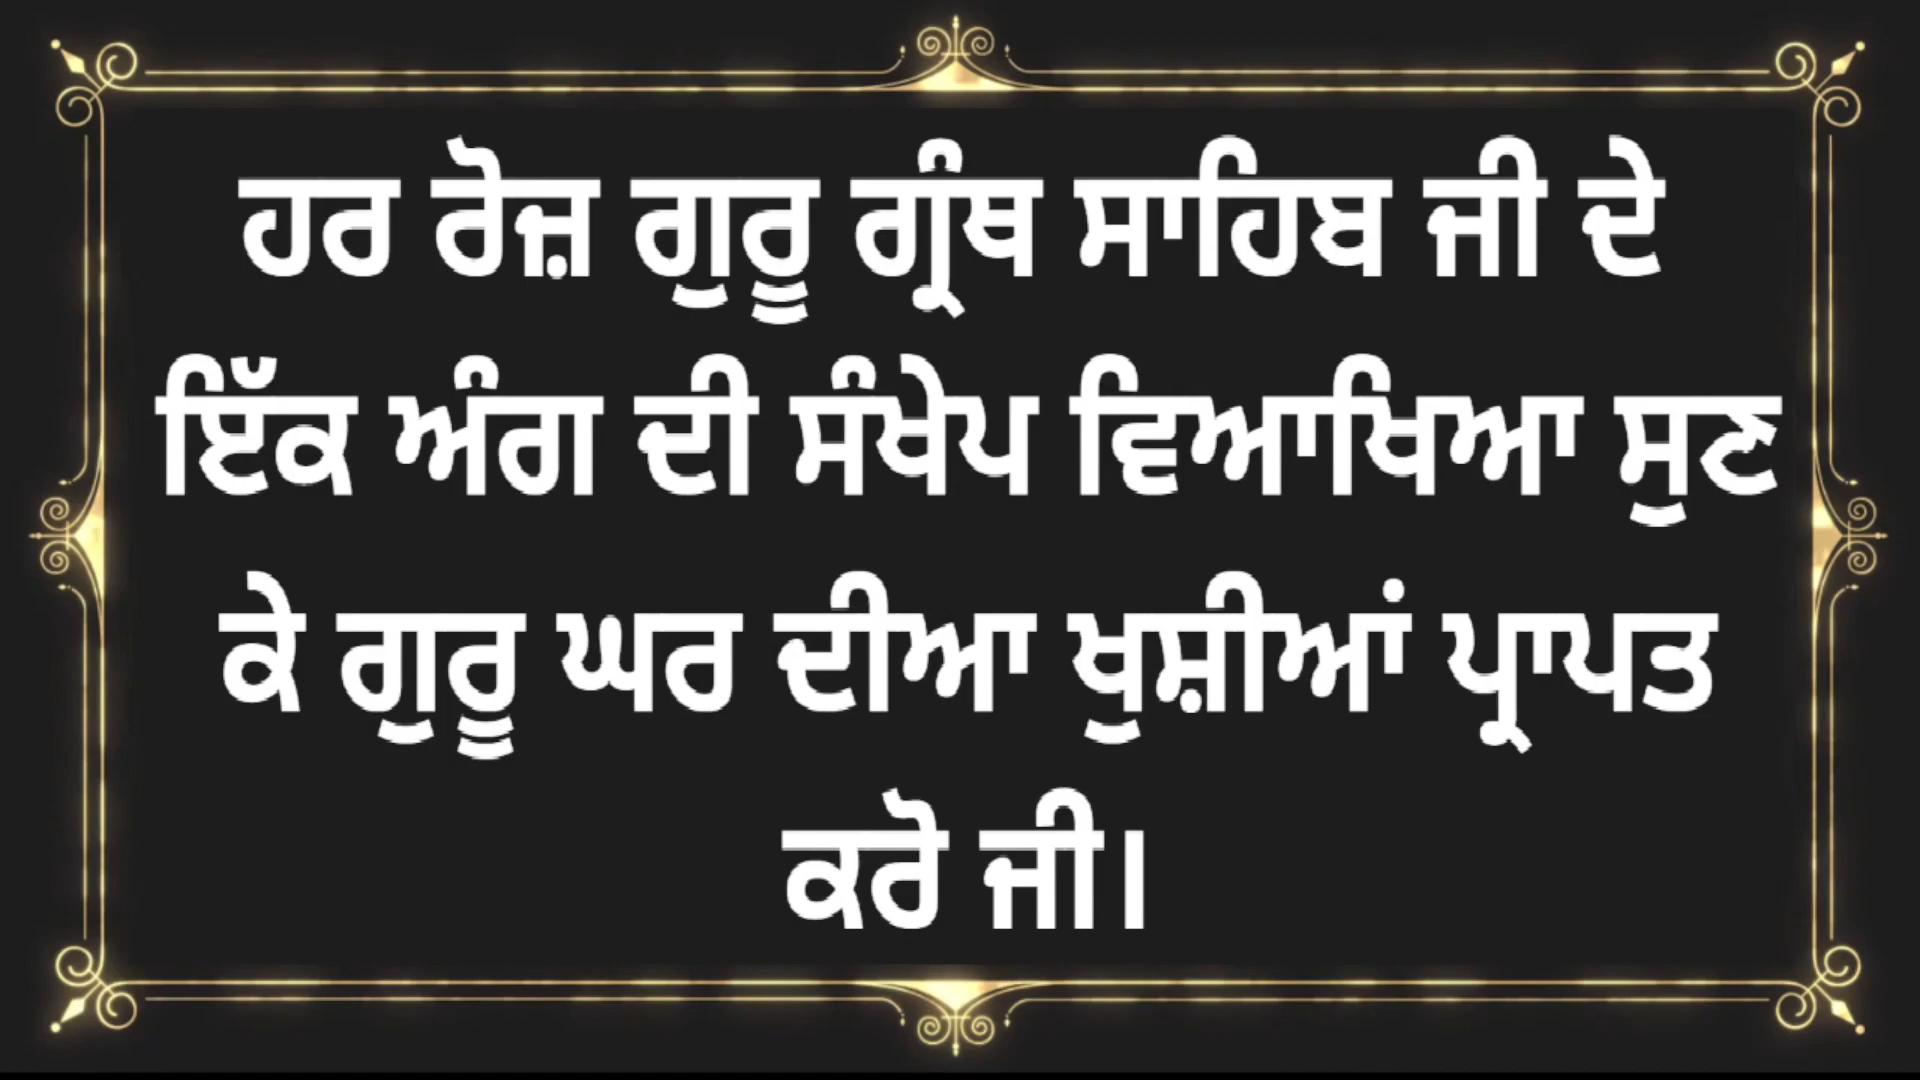 ਹਰ ਰੋਜ਼ ਗੁਰੂ ਗ੍ਰੰਥ ਸਾਹਿਬ ਜੀ ਦੇ
ਇੱਕ ਅੰਗ ਦੀ ਸੰਖੇਪ ਵਿਆਖਿਆ ਸੁਣ
ਕੇ ਗੁਰੂ ਘਰ ਦੀਆ ਖੁਸ਼ੀਆਂ ਪ੍ਰਾਪਤ
ਕਰੋ ਜੀ।